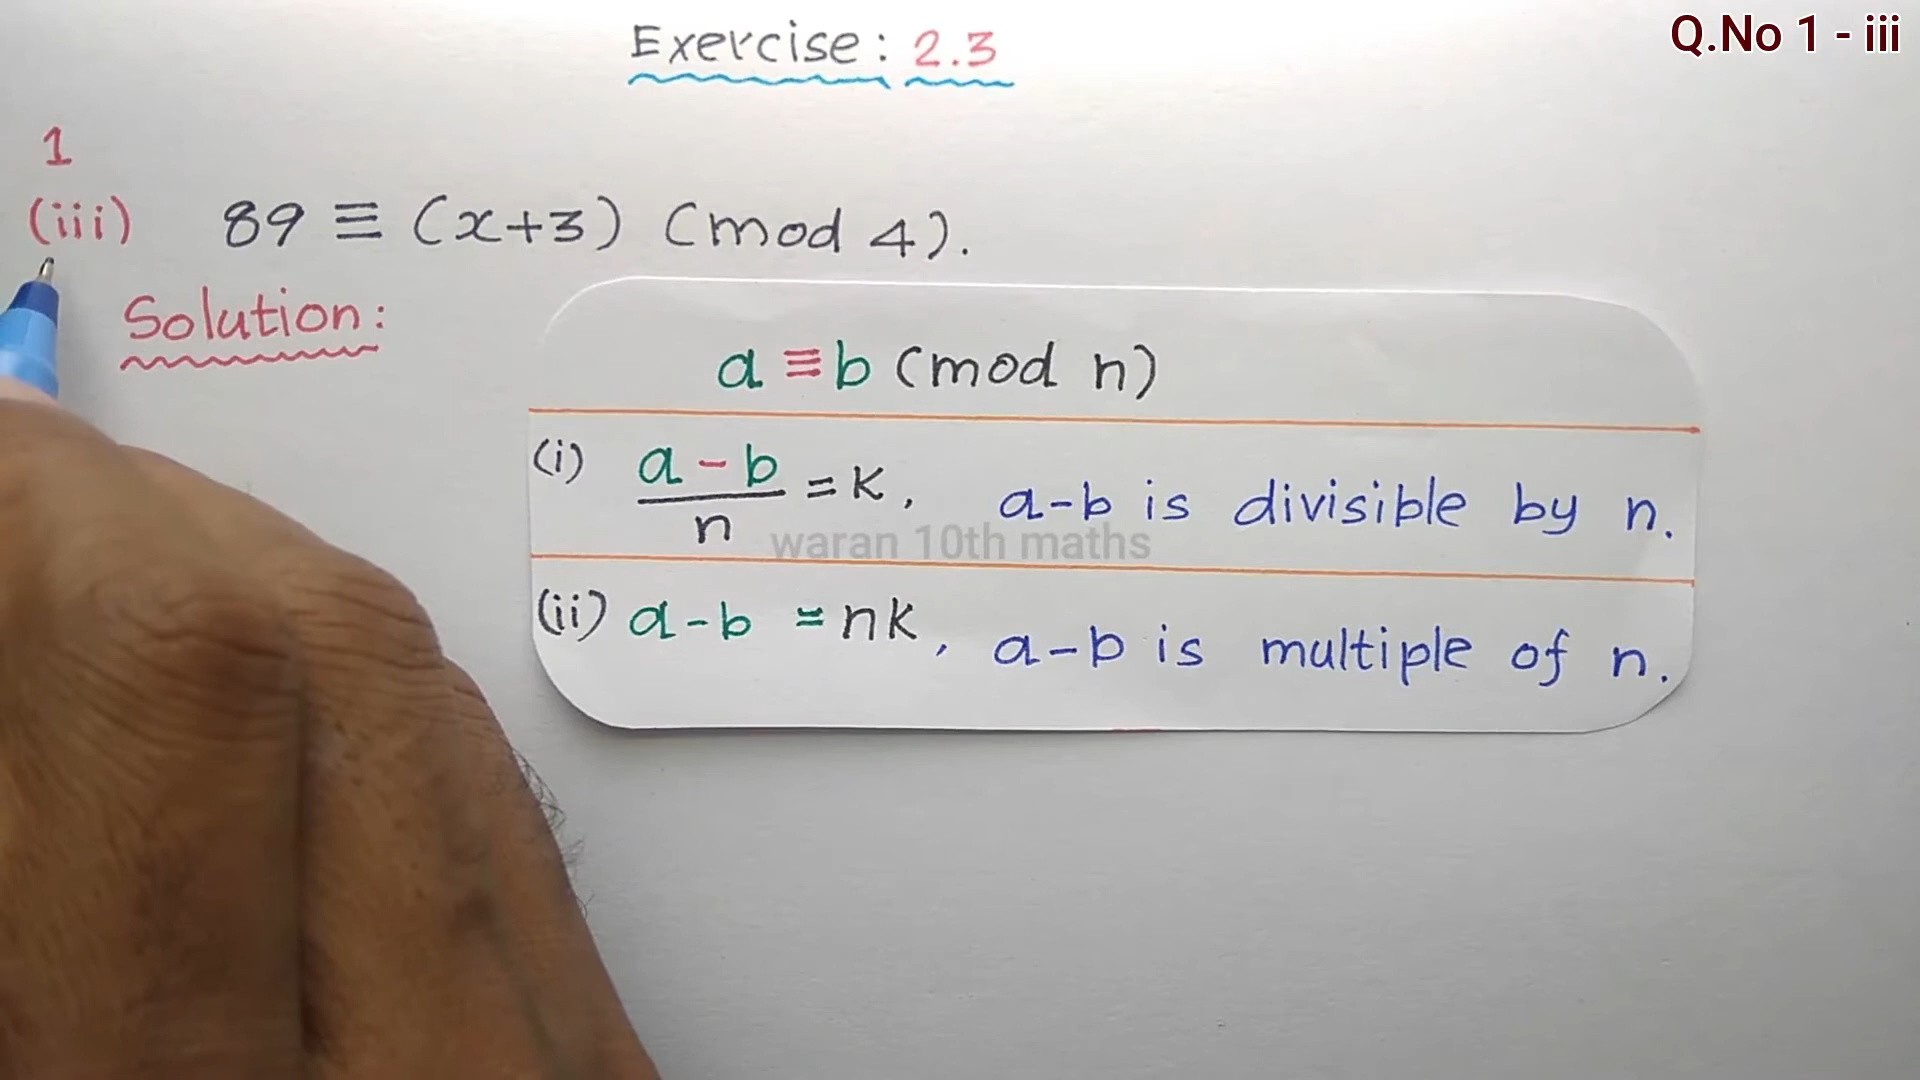 Q.No 1 - iii
Exercise: 2.3
1
(iii) 89 ≡ (x+3) (mod 4).
Solution:
a ≡ b (mod n)
(i) a-b/n = k, a-b is divisible by n.
waran 10th maths
(ii) a-b = nk, a-b is multiple of n.